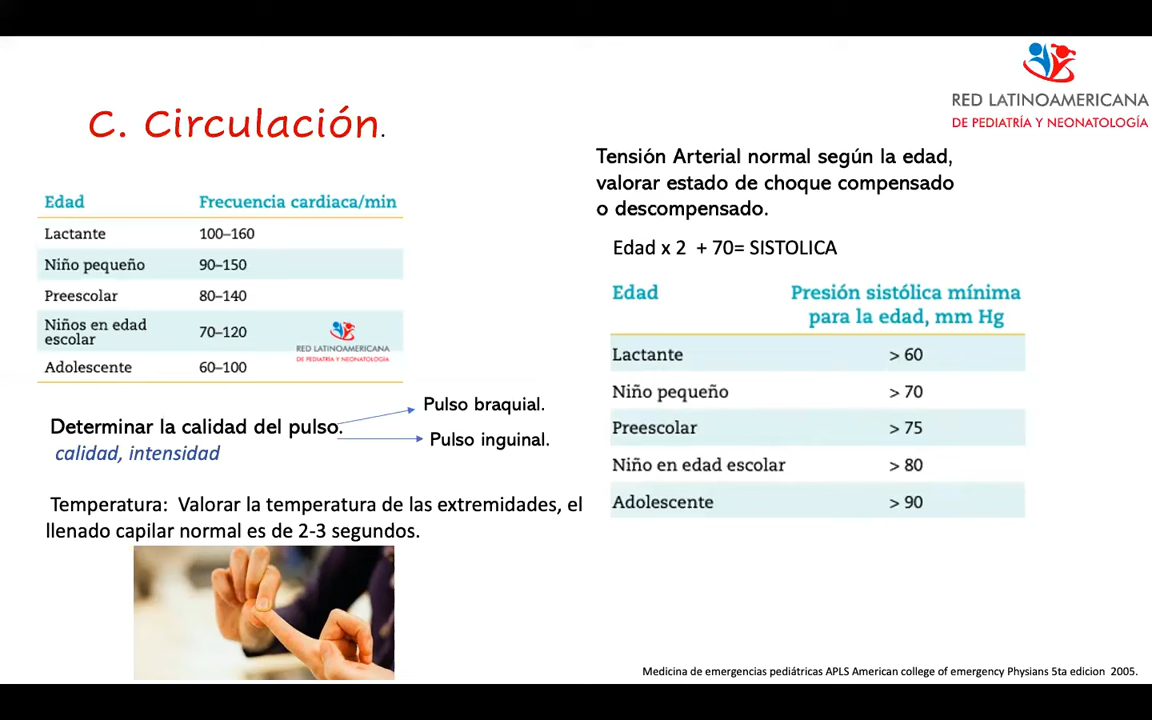 RED LATINOAMERICANA
DE PEDIATRÍA Y NEONATOLOGÍA
C. Circulación.
Edad Frecuencia cardiaca/min
Lactante 100–160
Niño pequeño 90–150
Preescolar 80–140
Niños en edad
escolar 70–120
RED LATINOAMERICANA
DE PEDIATRÍA Y NEONATOLOGÍA
Adolescente 60–100
Determinar la calidad del pulso.
calidad, intensidad
Pulso braquial.
Pulso inguinal.
Temperatura: Valorar la temperatura de las extremidades, el
llenado capilar normal es de 2-3 segundos.
Tensión Arterial normal según la edad,
valorar estado de choque compensado
o descompensado.
Edad x 2 + 70= SISTOLICA
Edad Presión sistólica mínima
para la edad, mm Hg
Lactante > 60
Niño pequeño > 70
Preescolar > 75
Niño en edad escolar > 80
Adolescente > 90
Medicina de emergencias pediátricas APLS American college of emergency Physians 5ta edicion 2005.